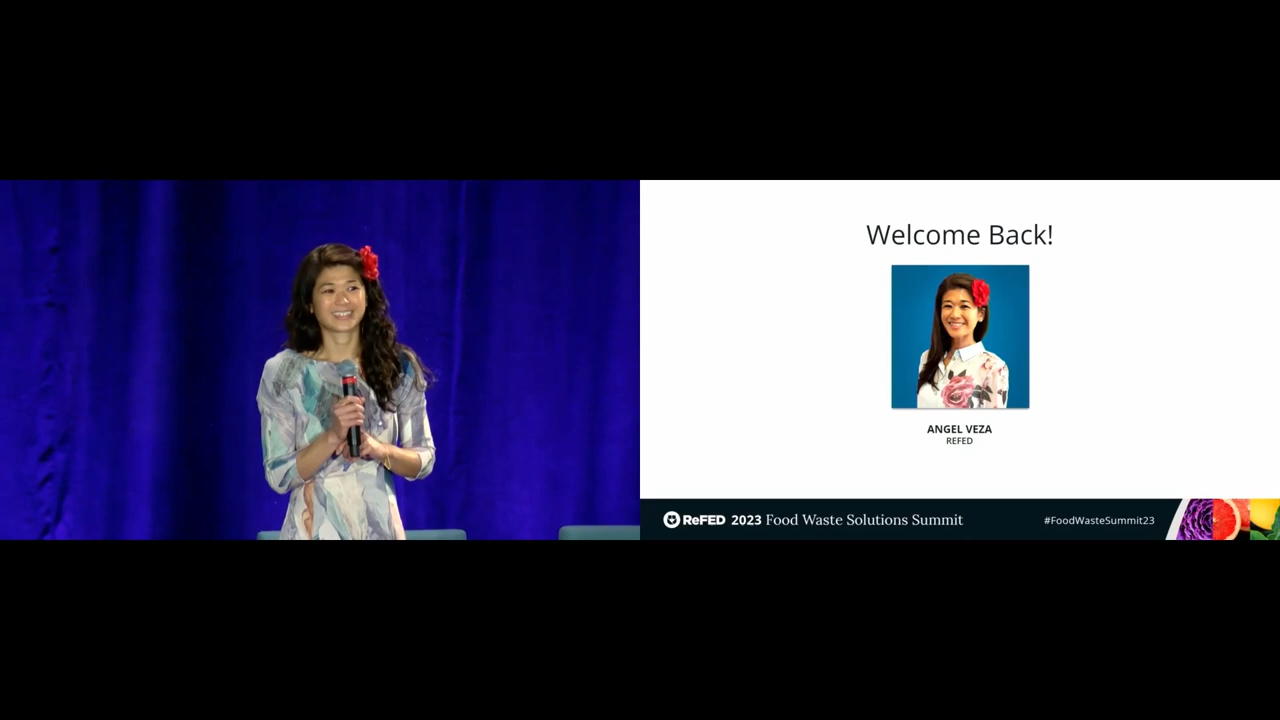 Welcome Back!
ANGEL VEZA
REFED
ReFED 2023 Food Waste Solutions Summit
#FoodWasteSummit23